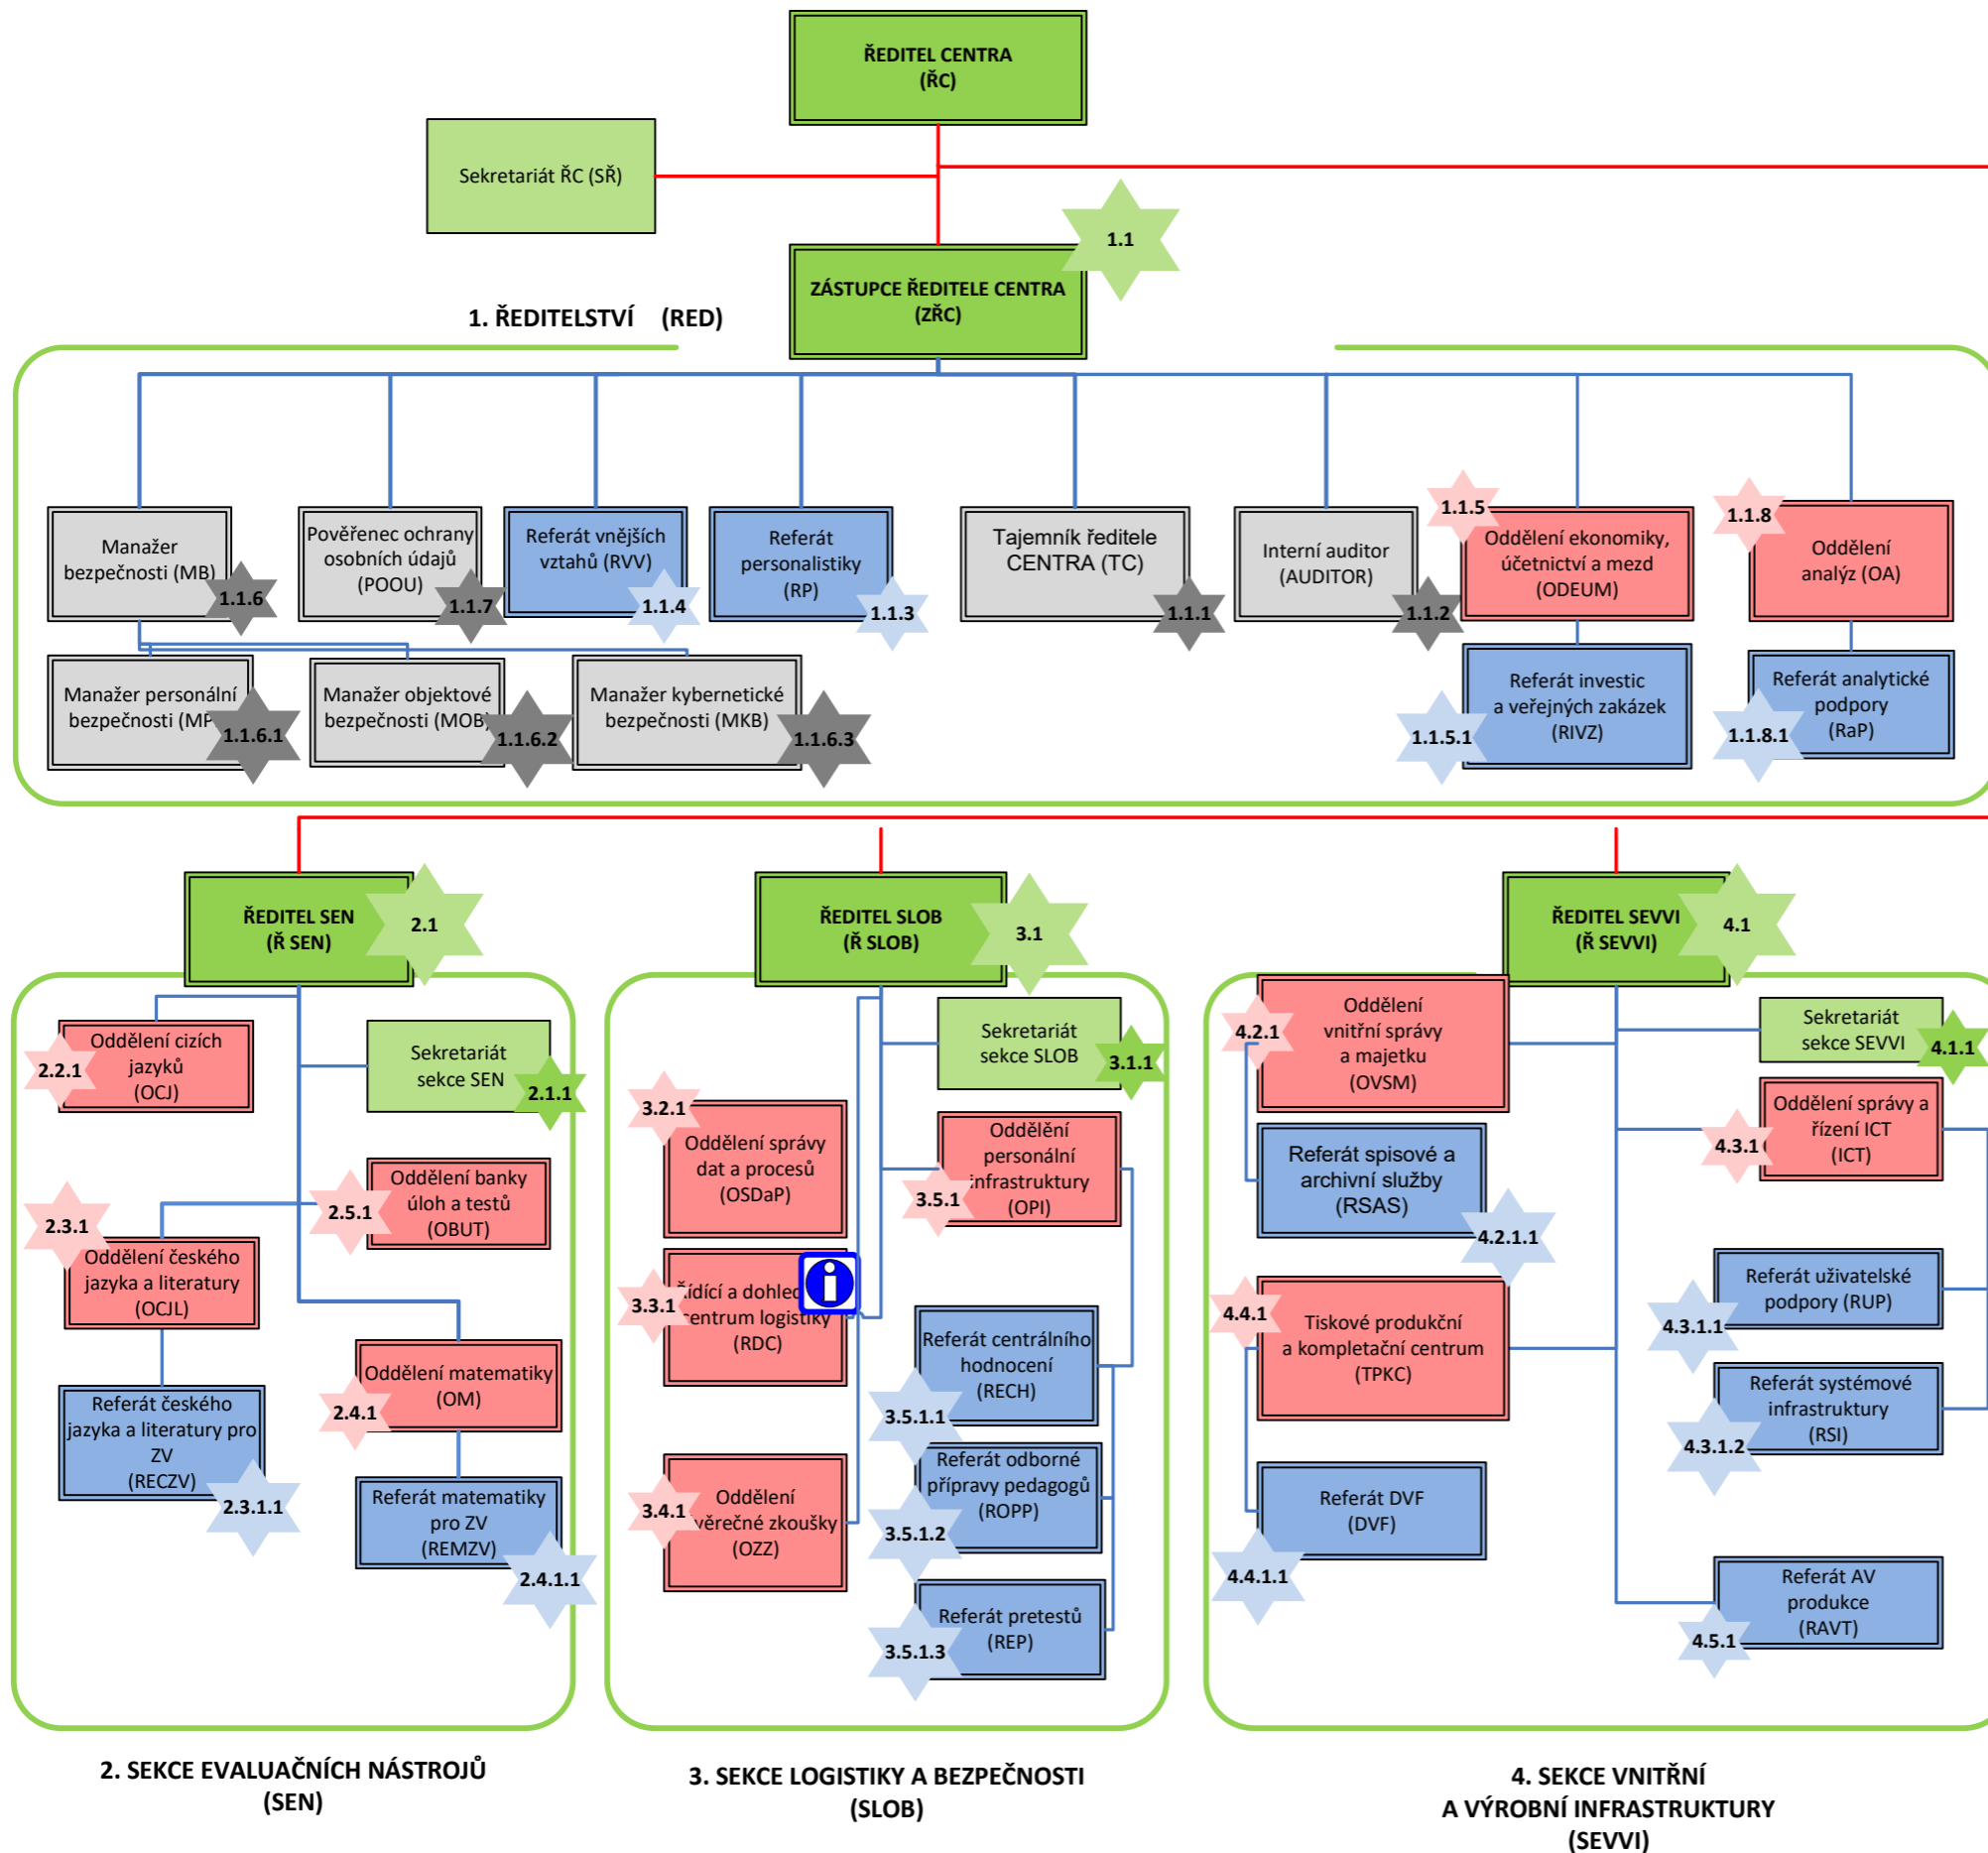 ŘEDITEL CENTRA
(ŘC)
Sekretariát ŘC (SŘ)
1.1
ZÁSTUPCE ŘEDITELE CENTRA
(ZŘC)
1. ŘEDITELSTVÍ (RED)
Manažer
bezpečnosti (MB)
1.1.6
Pověřenec ochrany
osobních údajů
(POOU)
1.1.7
Referát vnějších
vztahů (RVV)
1.1.4
Referát
personalistiky
(RP)
1.1.3
Tajemník ředitele
CENTRA (TC)
1.1.1
Interní auditor
(AUDITOR)
1.1.2
1.1.5
Oddělení ekonomiky,
účetnictví a mezd
(ODEUM)
1.1.8
Oddělení
analýz (OA)
Manažer personální
bezpečnosti (MP
1.1.6.1
Manažer objektové
bezpečnosti (MOB)
1.1.6.2
Manažer kybernetické
bezpečnosti (MKB)
1.1.6.3
Referát investic
a veřejných zakázek
(RIVZ)
1.1.5.1
Referát analytické
podpory
(RaP)
1.1.8.1
ŘEDITEL SEN
(Ř SEN)
2.1
ŘEDITEL SLOB
(Ř SLOB)
3.1
ŘEDITEL SEVVI
(Ř SEVVI)
4.1
Oddělení cizích
jazyků
(OCJ)
2.2.1
Sekretariát
sekce SEN
2.1.1
2.3.1
Oddělení českého
jazyka a literatury
(OCJL)
Oddělení banky
úloh a testů
(OBUT)
2.5.1
Oddělení matematiky
(OM)
2.4.1
Referát českého
jazyka a literatury pro
ZV
(RECZV)
2.3.1.1
Referát matematiky
pro ZV
(REMZV)
2.4.1.1
Sekretariát
sekce SLOB
3.1.1
3.2.1
Oddělení správy
dat a procesů
(OSDaP)
Oddělění
personální
infrastruktury
(OPI)
3.5.1
3.3.1
ídící a dohled
entrum logistiky
(RDC)
Referát centrálního
hodnocení
(RECH)
3.5.1.1
3.4.1
Oddělení
věrečné zkoušky
(OZZ)
Referát odborné
přípravy pedagogů
(ROPP)
3.5.1.2
Referát pretestů
(REP)
3.5.1.3
4.2.1
Oddělení
vnitřní správy
a majetku
(OVSM)
Sekretariát
sekce SEVVI
4.1.1
Oddělení správy a
řízení ICT
(ICT)
4.3.1
Referát spisové a
archivní služby
(RSAS)
4.2.1.1
Referát uživatelské
podpory (RUP)
4.3.1.1
4.4.1
Tiskové produkční
a kompletační centrum
(TPKC)
Referát systémové
infrastruktury
(RSI)
4.3.1.2
Referát DVF
(DVF)
4.4.1.1
Referát AV
produkce
(RAVT)
4.5.1
2. SEKCE EVALUAČNÍCH NÁSTROJŮ
(SEN)
3. SEKCE LOGISTIKY A BEZPEČNOSTI
(SLOB)
4. SEKCE VNITŘNÍ
A VÝROBNÍ INFRASTRUKTURY
(SEVVI)